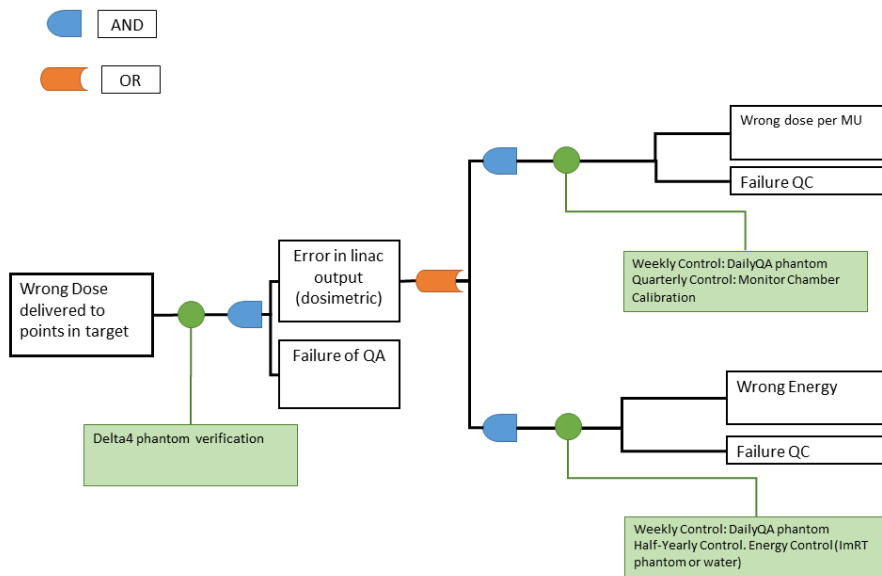 AND
OR
Wrong dose per MU
Failure QC
Weekly Control: DailyQA phantom
Quarterly Control: Monitor Chamber
Calibration
Error in linac
output
(dosimetric)
Wrong Dose
delivered to
points in target
Failure of QA
Delta4 phantom verification
Wrong Energy
Failure QC
Weekly Control: DailyQA phantom
Half-Yearly Control. Energy Control (ImRT
phantom or water)